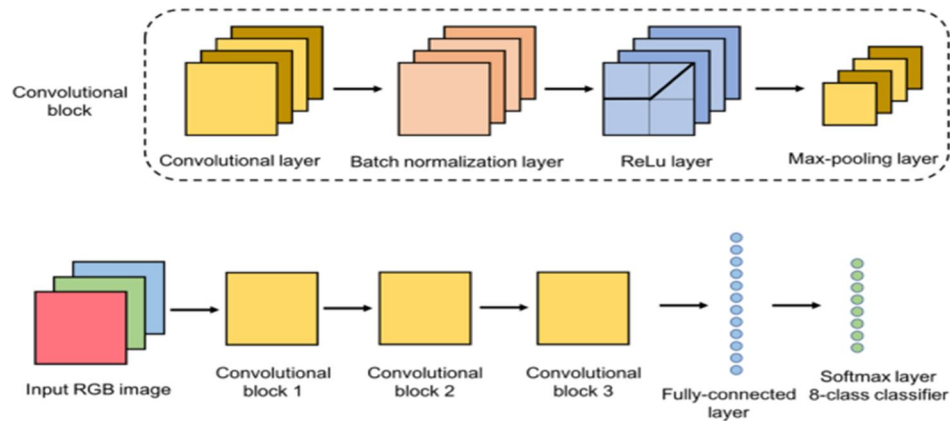 Convolutional
block
Convolutional layer
Batch normalization layer
ReLu layer
Max-pooling layer
Input RGB image
Convolutional
block 1
Convolutional
block 2
Convolutional
block 3
Fully-connected
layer
Softmax layer
8-class classifier